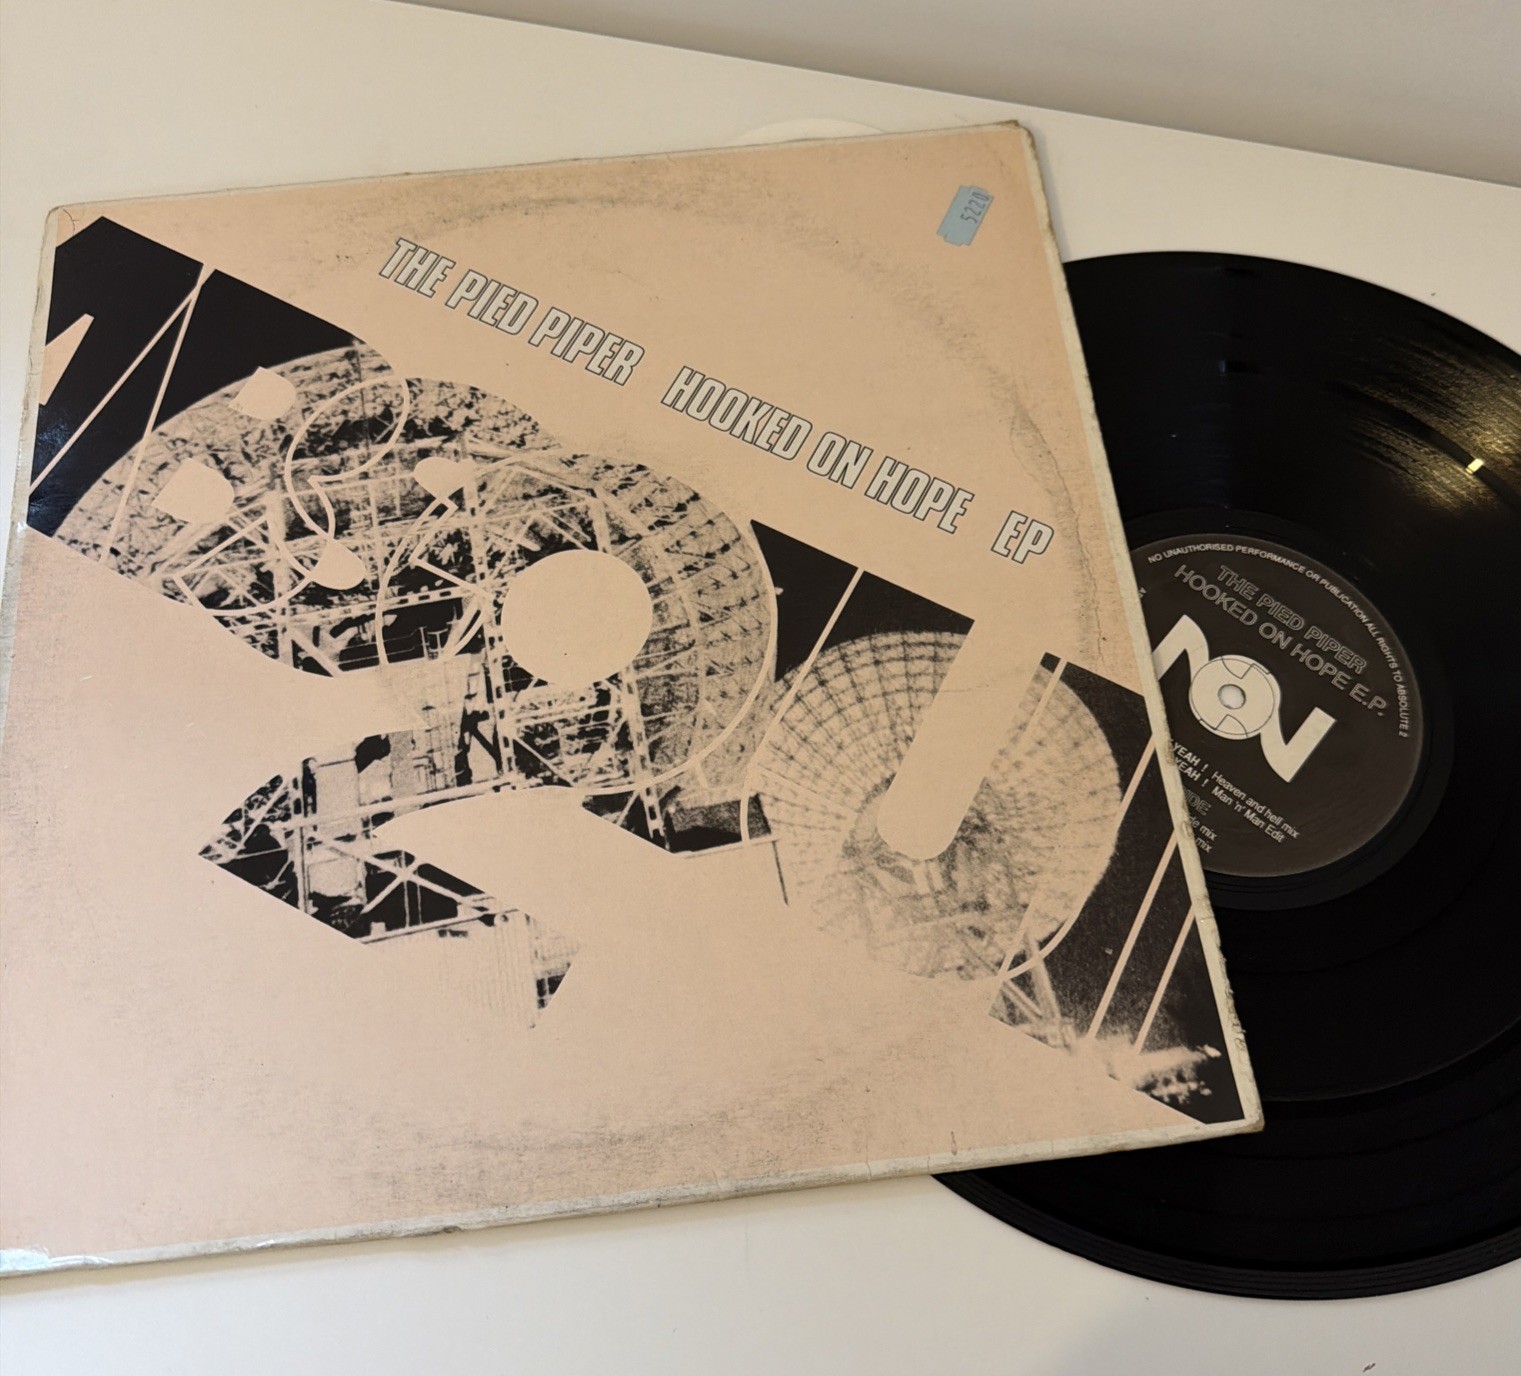 THE PIED PIPER HOOKED ON HOPE EP
5220
NO UNAUTHORISED PERFORMANCE OR PUBLICATION ALL RIGHTS TO ABSOLUTE 2
THE PIED PIPER
HOOKED ON HOPE E.P.
YEAH ! Heaven and hell mix
YEAH ! Man 'n' Man Edit
mix
mix